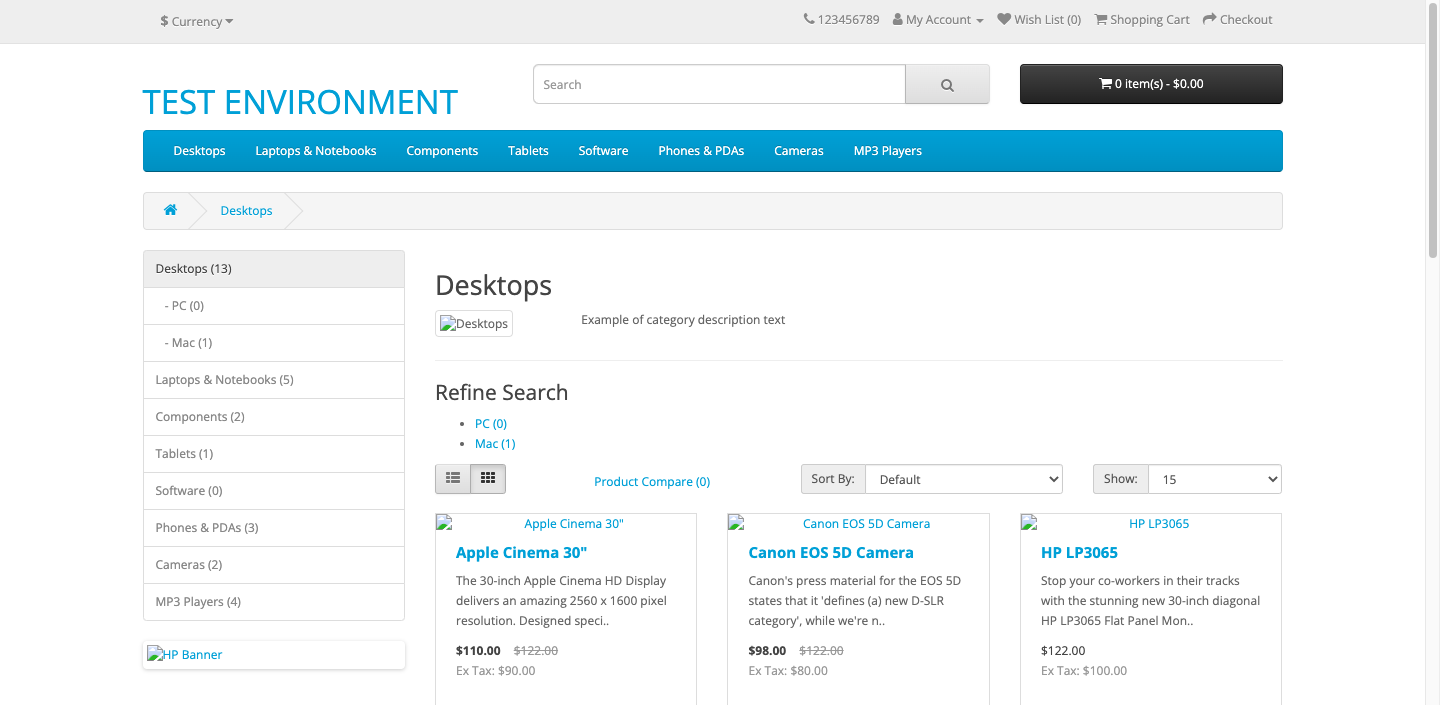 $ Currency
123456789 My Account Wish List (0) Shopping Cart Checkout
TEST ENVIRONMENT
Search
0 item(s) - $0.00
Desktops Laptops & Notebooks Components Tablets Software Phones & PDAs Cameras MP3 Players
Desktops
Desktops (13)
- PC (0)
- Mac (1)
Laptops & Notebooks (5)
Components (2)
Tablets (1)
Software (0)
Phones & PDAs (3)
Cameras (2)
MP3 Players (4)
HP Banner
Desktops
Desktops
Example of category description text
Refine Search
PC (0)
Mac (1)
Product Compare (0)
Sort By: Default
Show: 15
Apple Cinema 30"
Apple Cinema 30"
The 30-inch Apple Cinema HD Display
delivers an amazing 2560 x 1600 pixel
resolution. Designed speci..
$110.00 $122.00
Ex Tax: $90.00
Canon EOS 5D Camera
Canon EOS 5D Camera
Canon's press material for the EOS 5D
states that it 'defines (a) new D-SLR
category', while we're n..
$98.00 $122.00
Ex Tax: $80.00
HP LP3065
HP LP3065
Stop your co-workers in their tracks
with the stunning new 30-inch diagonal
HP LP3065 Flat Panel Mon..
$122.00
Ex Tax: $100.00